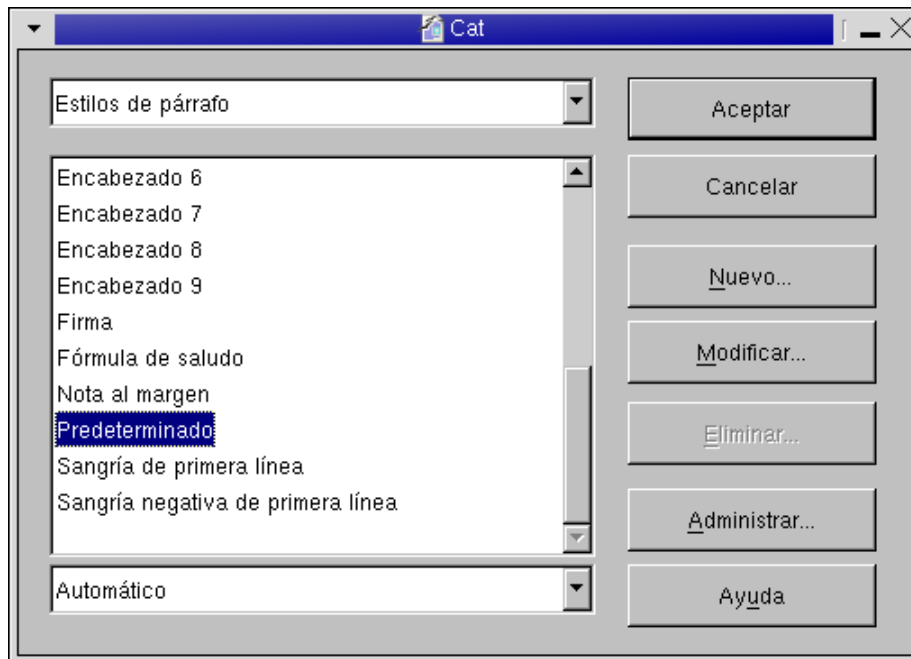 Cat
Estilos de párrafo
Encabezado 6
Encabezado 7
Encabezado 8
Encabezado 9
Firma
Fórmula de saludo
Nota al margen
Predeterminado
Sangría de primera línea
Sangría negativa de primera línea
Automático
Aceptar
Cancelar
Nuevo...
Modificar...
Eliminar...
Administrar...
Ayuda